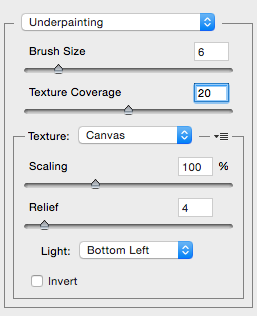 Underpainting
Brush Size 6
Texture Coverage 20
Texture: Canvas
Scaling
100 %
Relief 4
Light: Bottom Left
Invert